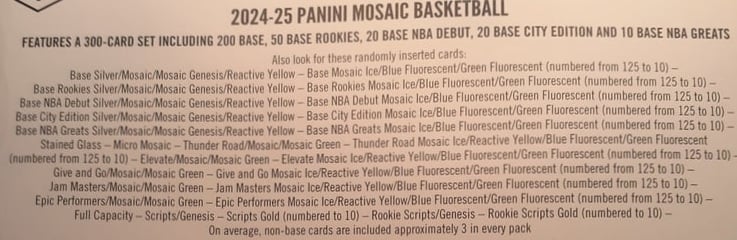 2024-25 PANINI MOSAIC BASKETBALL
FEATURES A 300-CARD SET INCLUDING 200 BASE, 50 BASE ROOKIES, 20 BASE NBA DEBUT, 20 BASE CITY EDITION AND 10 BASE NBA GREATS
Also look for these randomly inserted cards:
Base Silver/Mosaic/Mosaic Genesis/Reactive Yellow – Base Mosaic Ice/Blue Fluorescent/Green Fluorescent (numbered from 125 to 10) –
Base Rookies Silver/Mosaic/Mosaic Genesis/Reactive Yellow – Base Rookies Mosaic Ice/Blue Fluorescent/Green Fluorescent (numbered from 125 to 10) –
Base NBA Debut Silver/Mosaic/Mosaic Genesis/Reactive Yellow – Base NBA Debut Mosaic Ice/Blue Fluorescent/Green Fluorescent (numbered from 125 to 10) –
Base City Edition Silver/Mosaic/Mosaic Genesis/Reactive Yellow – Base City Edition Mosaic Ice/Blue Fluorescent/Green Fluorescent (numbered from 125 to 10) –
Base NBA Greats Silver/Mosaic/Mosaic Genesis/Reactive Yellow – Base NBA Greats Mosaic Ice/Blue Fluorescent/Green Fluorescent (numbered from 125 to 10) –
Stained Glass – Micro Mosaic – Thunder Road/Mosaic/Mosaic Green – Thunder Road Mosaic Ice/Reactive Yellow/Blue Fluorescent/Green Fluorescent
(numbered from 125 to 10) – Elevate/Mosaic/Mosaic Green – Elevate Mosaic Ice/Reactive Yellow/Blue Fluorescent/Green Fluorescent (numbered from 125 to 10) –
Give and Go/Mosaic/Mosaic Green – Give and Go Mosaic Ice/Reactive Yellow/Blue Fluorescent/Green Fluorescent (numbered from 125 to 10) –
Jam Masters/Mosaic/Mosaic Green – Jam Masters Mosaic Ice/Reactive Yellow/Blue Fluorescent/Green Fluorescent (numbered from 125 to 10) –
Epic Performers/Mosaic/Mosaic Green – Epic Performers Mosaic Ice/Reactive Yellow/Blue Fluorescent/Green Fluorescent (numbered from 125 to 10) –
Full Capacity – Scripts/Genesis – Scripts Gold (numbered to 10) – Rookie Scripts/Genesis – Rookie Scripts Gold (numbered to 10) –
On average, non-base cards are included approximately 3 in every pack